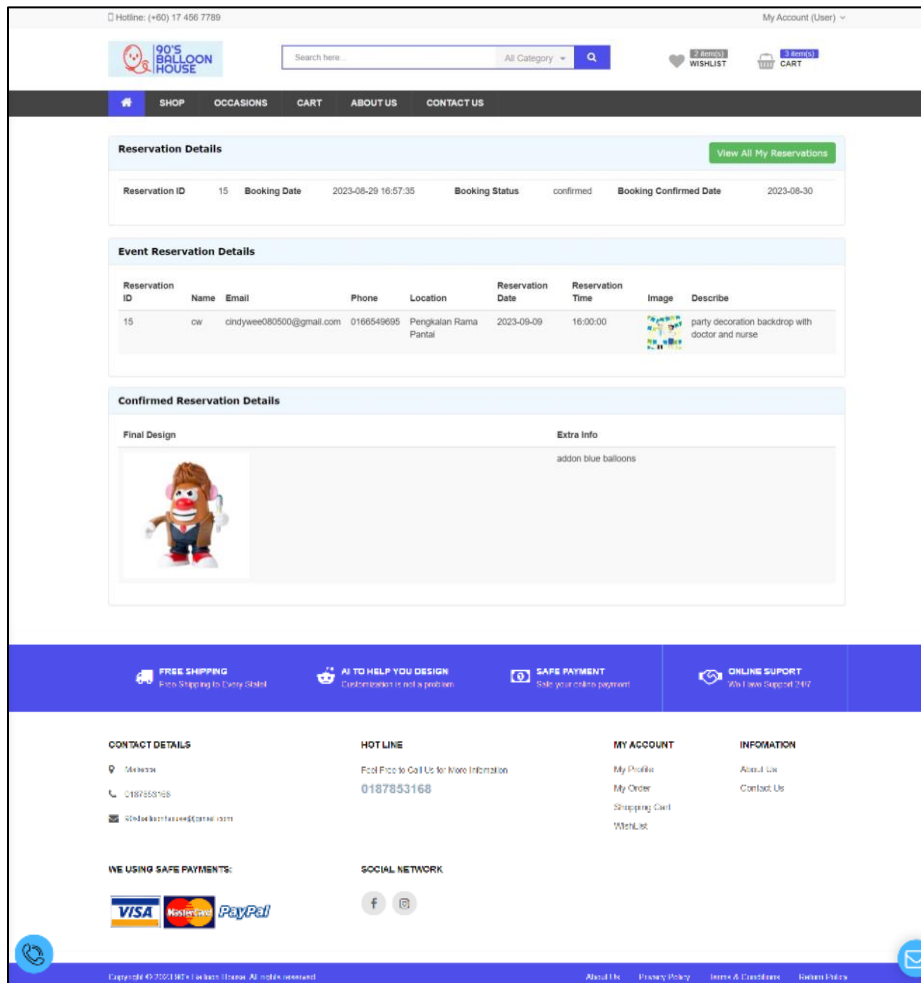 Hotline: (+60) 17 456 7789
My Account (User)
90'S
BALLOON
HOUSE
Search here...
All Category
2 item(s)
WISHLIST
3 item(s)
CART
SHOP OCCASIONS CART ABOUT US CONTACT US
Reservation Details
View All My Reservations
Reservation ID 15 Booking Date 2023-08-29 16:57:35 Booking Status confirmed Booking Confirmed Date 2023-08-30
Event Reservation Details
Reservation ID Name Email Phone Location Reservation Date Reservation Time Image Describe
15 cw cindywee080500@gmail.com 0166549695 Pengkalan Rama Pantai 2023-09-09 16:00:00 party decoration backdrop with doctor and nurse
Confirmed Reservation Details
Final Design Extra Info
addon blue balloons
FREE SHIPPING
Free Shipping to Every State!
AI TO HELP YOU DESIGN
Customization is not a problem
SAFE PAYMENT
Safe your online payment
ONLINE SUPORT
We Have Support 24/7
CONTACT DETAILS
0187853168
HOT LINE
Feel Free to Call Us for More Infomation
0187853168
MY ACCOUNT
My Profile
My Order
Shopping Cart
WishList
INFOMATION
About Us
Contact Us
WE USING SAFE PAYMENTS:
VISA MasterCard PayPal
SOCIAL NETWORK
Copyright © 2023 90's Balloon House. All rights reserved
About Us Privacy Policy Terms & Conditions Return Policy